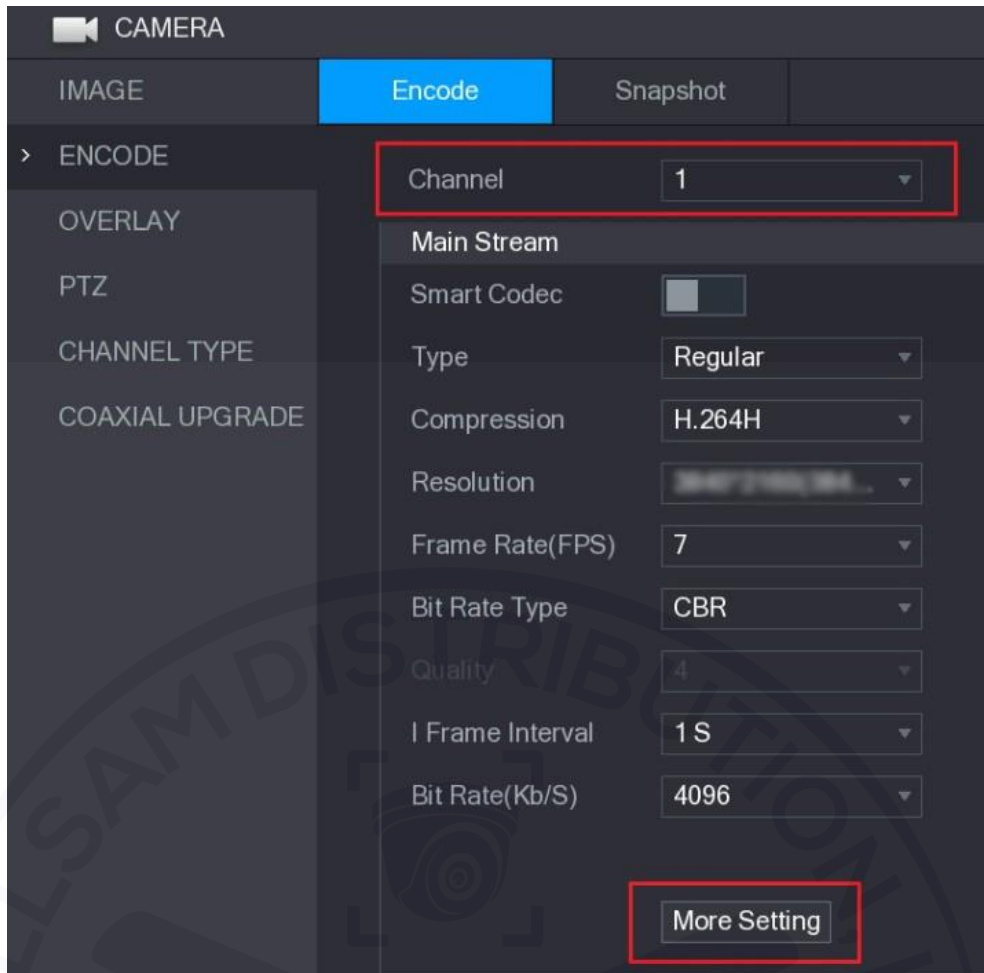 CAMERA
IMAGE
Encode Snapshot
> ENCODE
Channel 1
OVERLAY
Main Stream
PTZ
Smart Codec
CHANNEL TYPE
Type Regular
COAXIAL UPGRADE
Compression H.264H
Resolution
Frame Rate(FPS) 7
Bit Rate Type CBR
Quality 4
I Frame Interval 1 S
Bit Rate(Kb/S) 4096
More Setting
ELSAM DISTRIBUTION